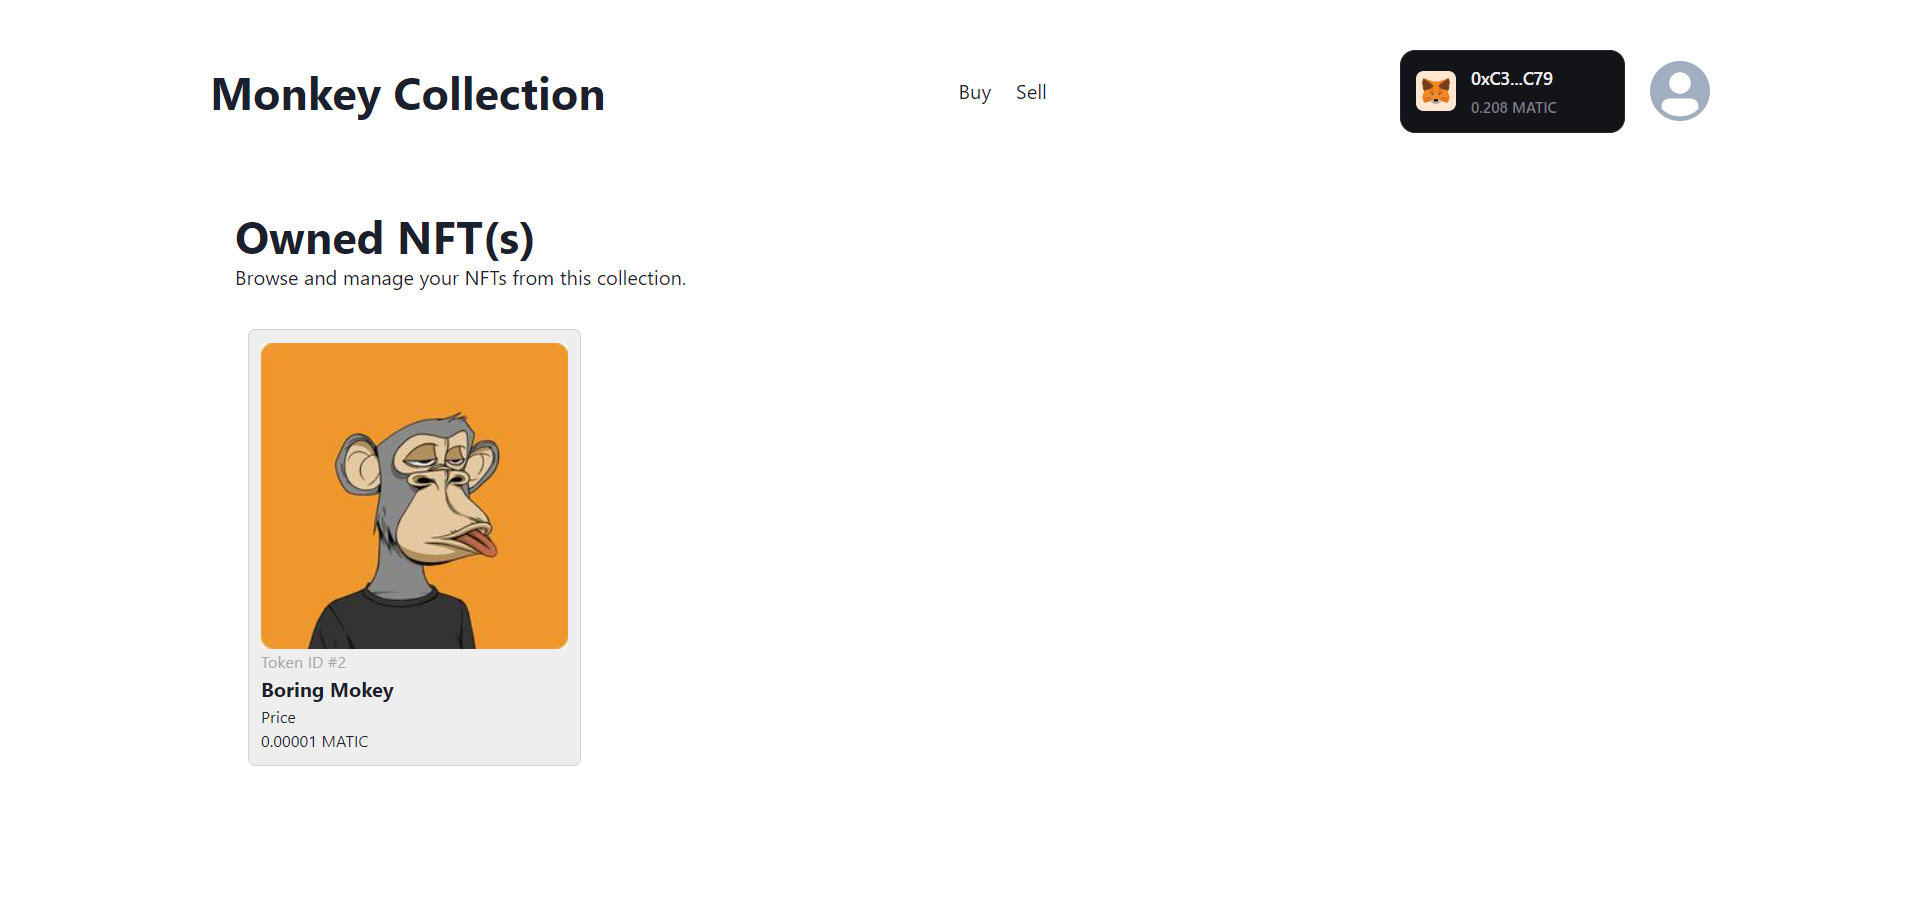 Monkey Collection
Buy
Sell
0xC3...C79
0.208 MATIC
Owned NFT(s)
Browse and manage your NFTs from this collection.
Token ID #2
Boring Mokey
Price
0.00001 MATIC